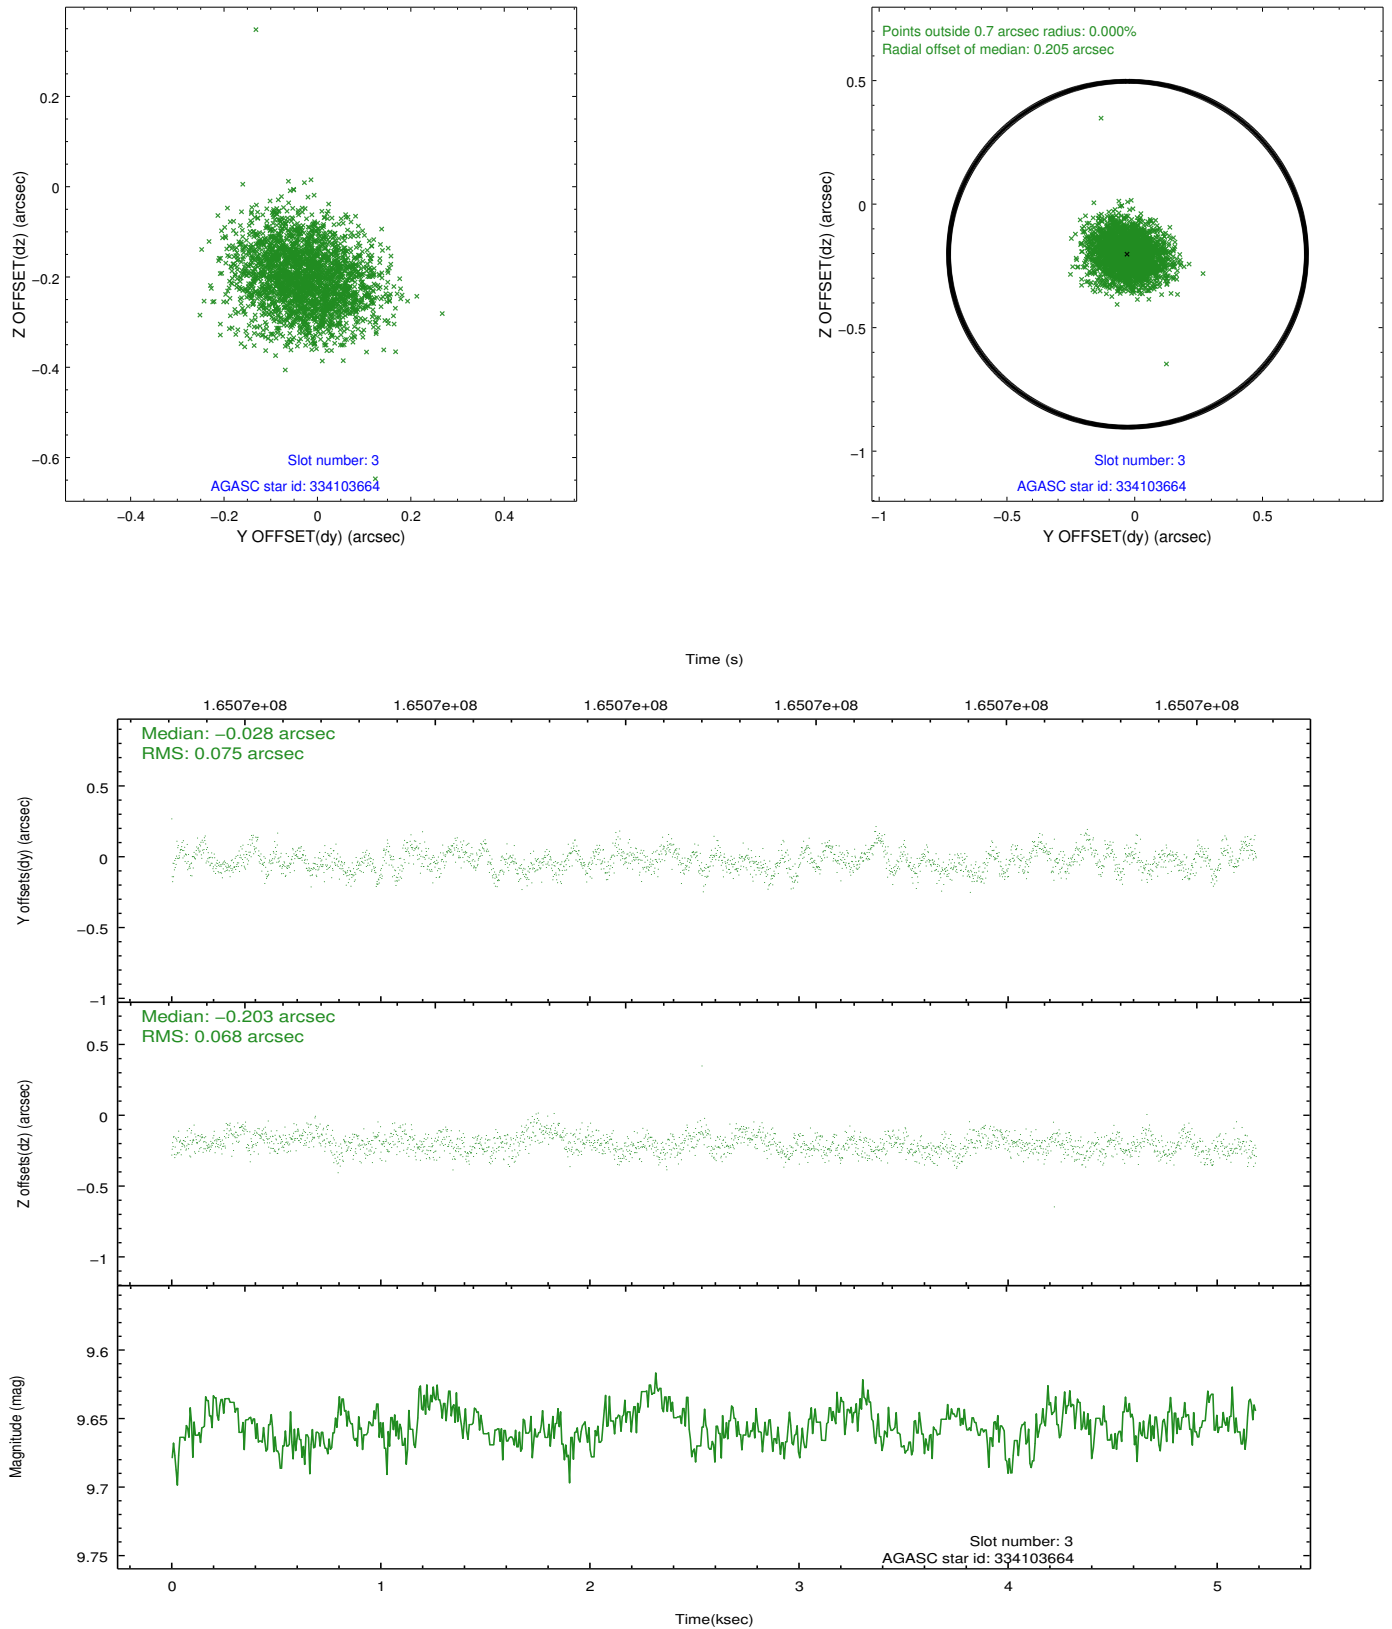 0.2
0
−0.2
−0.4
−0.6
Z OFFSET(dz) (arcsec)
Slot number: 3
AGASC star id: 334103664
−0.4
−0.2
0
0.2
0.4
Y OFFSET(dy) (arcsec)
Points outside 0.7 arcsec radius: 0.000%
Radial offset of median: 0.205 arcsec
0.5
0
−0.5
−1
Z OFFSET(dz) (arcsec)
Slot number: 3
AGASC star id: 334103664
−1
−0.5
0
0.5
Y OFFSET(dy) (arcsec)
Time (s)
1.6507e+08
1.6507e+08
1.6507e+08
1.6507e+08
1.6507e+08
1.6507e+08
Median: −0.028 arcsec
RMS: 0.075 arcsec
0.5
0
−0.5
−1
Y offsets(dy) (arcsec)
Median: −0.203 arcsec
RMS: 0.068 arcsec
0.5
0
−0.5
−1
Z offsets(dz) (arcsec)
9.6
9.65
9.7
9.75
Magnitude (mag)
Slot number: 3
AGASC star id: 334103664
0
1
2
3
4
5
Time(ksec)